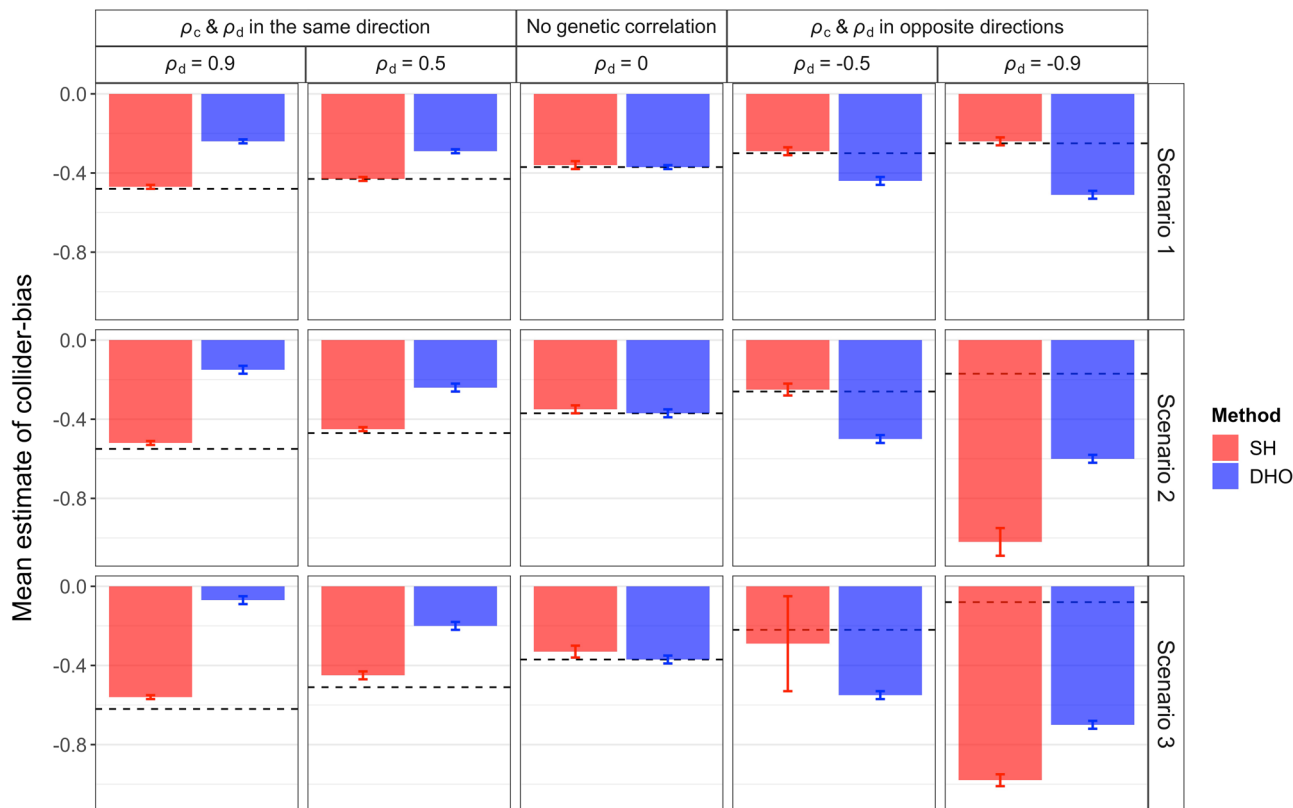 ρc & ρd in the same direction
No genetic correlation
ρc & ρd in opposite directions
ρd = 0.9
ρd = 0.5
ρd = 0
ρd = -0.5
ρd = -0.9
Mean estimate of collider-bias
0.0
-0.4
-0.8
Scenario 1
0.0
-0.4
-0.8
Scenario 2
0.0
-0.4
-0.8
Scenario 3
Method
SH
DHO